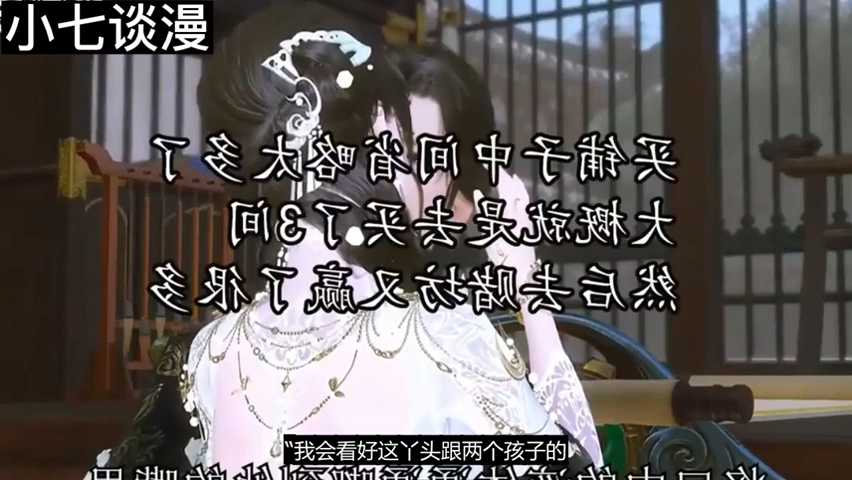 小七谈漫
买铺子中间省略太多了
大概就是去买了3间
然后去赌坊又赢了很多
“我会看好这丫头跟两个孩子的